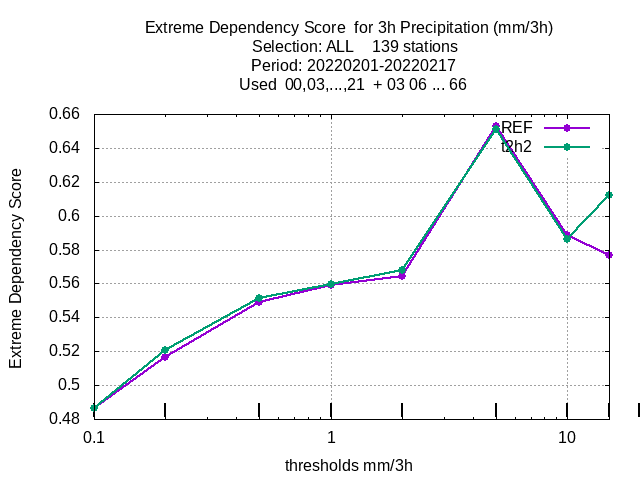 Extreme Dependency Score  for 3h Precipitation (mm/3h)
Selection: ALL    139 stations
Period: 20220201-20220217
Used  00,03,...,21  + 03 06 ... 66
REF
t2h2
Extreme Dependency Score
0.66
0.64
0.62
0.6
0.58
0.56
0.54
0.52
0.5
0.48
0.1
1
10
thresholds mm/3h